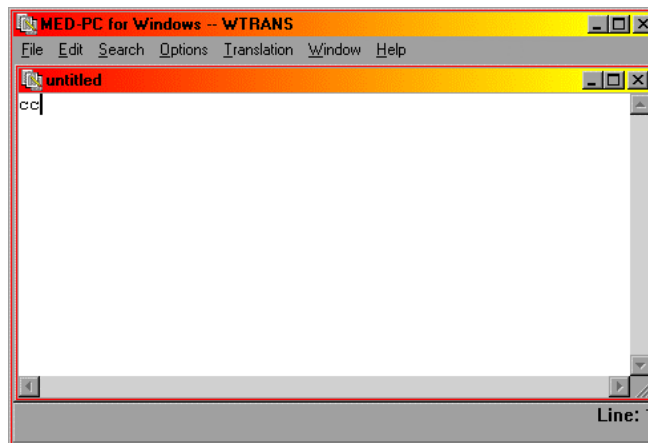 MED-PC for Windows -- WTRANS
File Edit Search Options Translation Window Help
untitled
cc
Line: